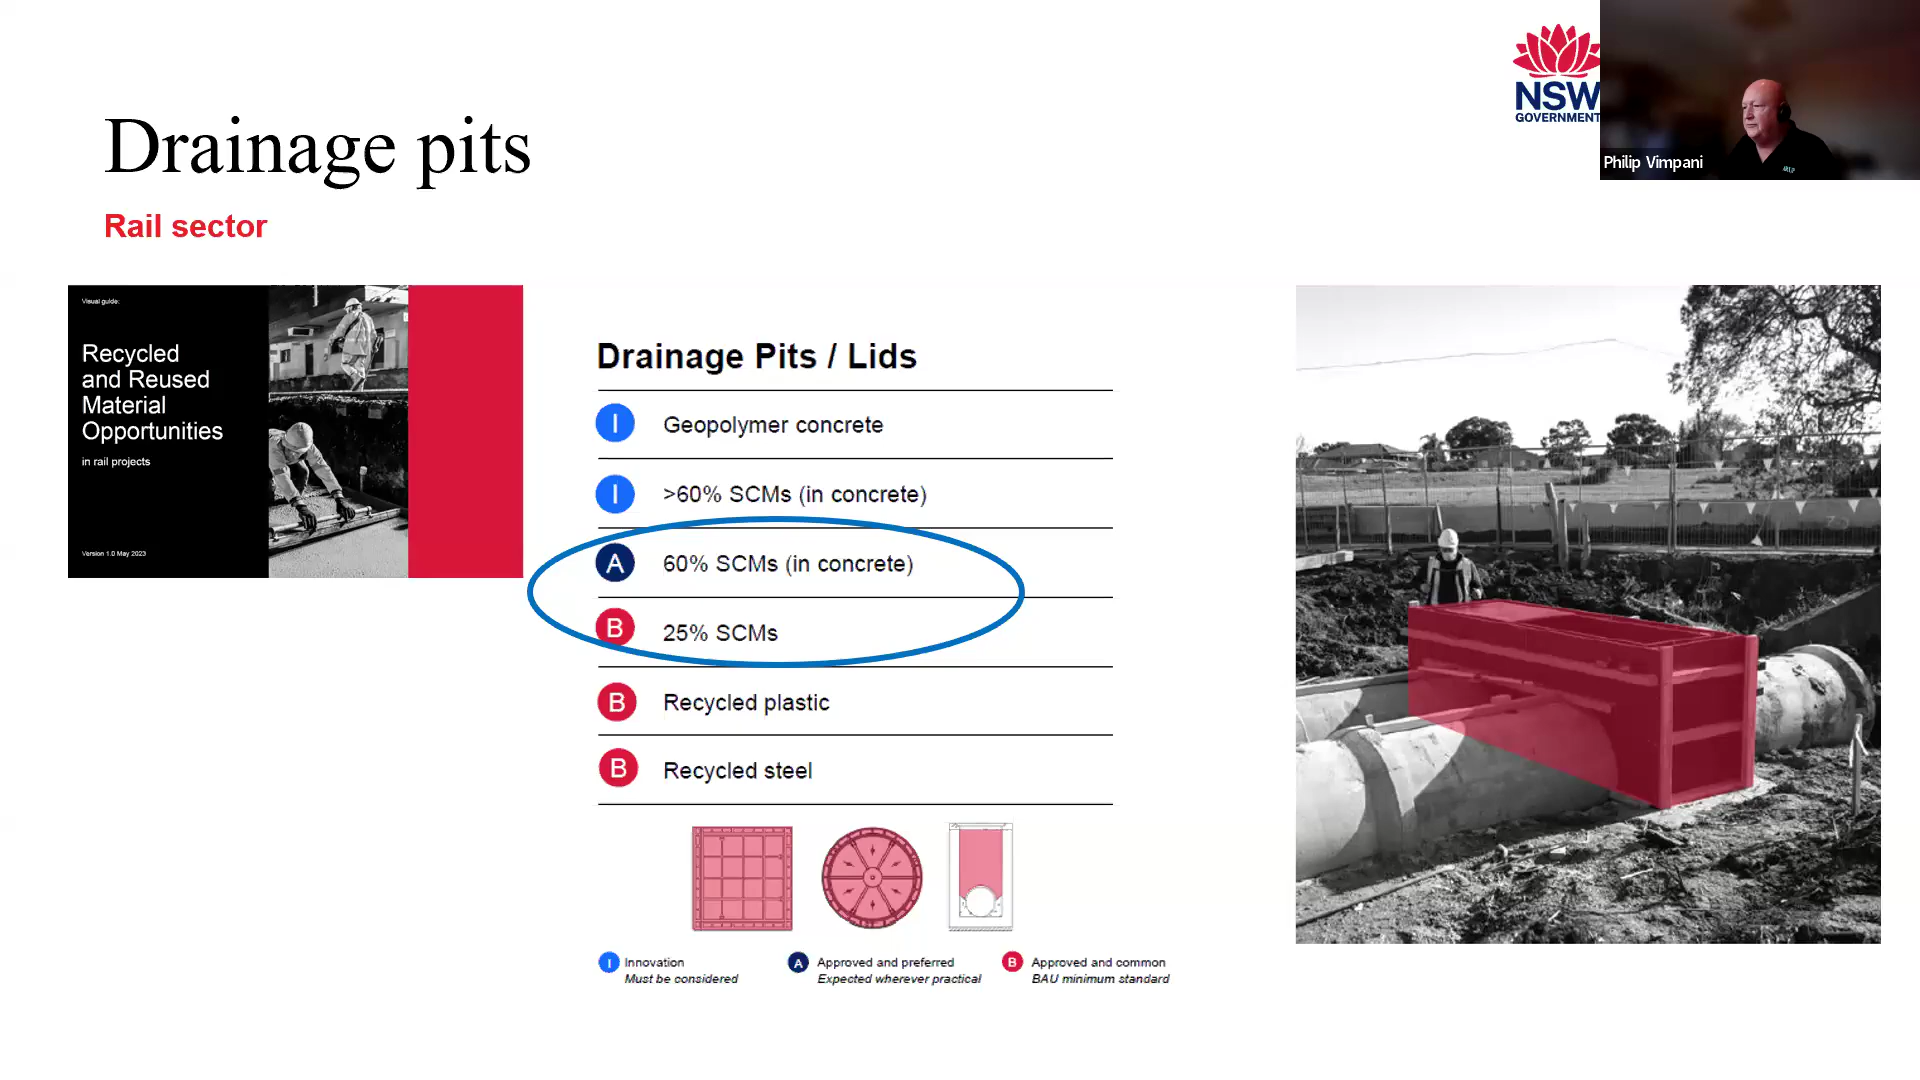 Drainage pits
Rail sector
NSW
GOVERNMENT
Philip Vimpani
ARUP
Visual guide:
Recycled
and Reused
Material
Opportunities
in rail projects
Version 1.0 May 2023
Drainage Pits / Lids
I Geopolymer concrete
I >60% SCMs (in concrete)
A 60% SCMs (in concrete)
B 25% SCMs
B Recycled plastic
B Recycled steel
I Innovation
Must be considered
A Approved and preferred
Expected wherever practical
B Approved and common
BAU minimum standard